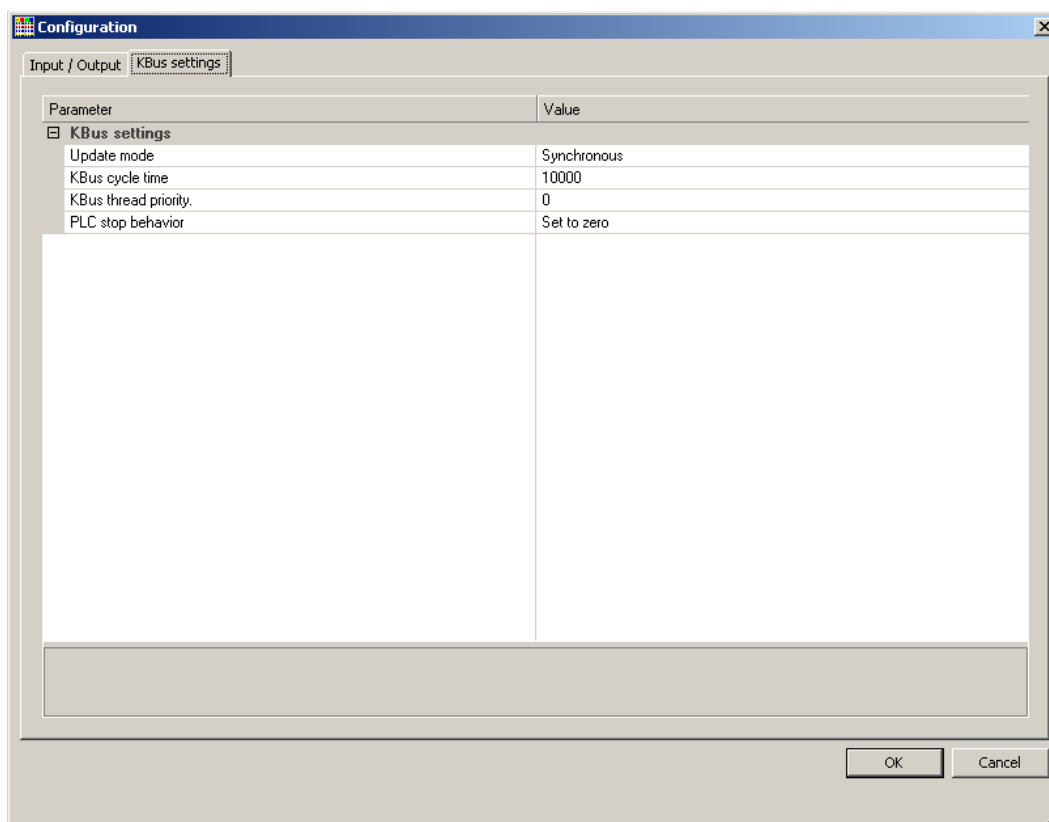 Configuration
Input / Output KBus settings
Parameter Value
KBus settings
Update mode Synchronous
KBus cycle time 10000
KBus thread priority. 0
PLC stop behavior Set to zero
OK Cancel